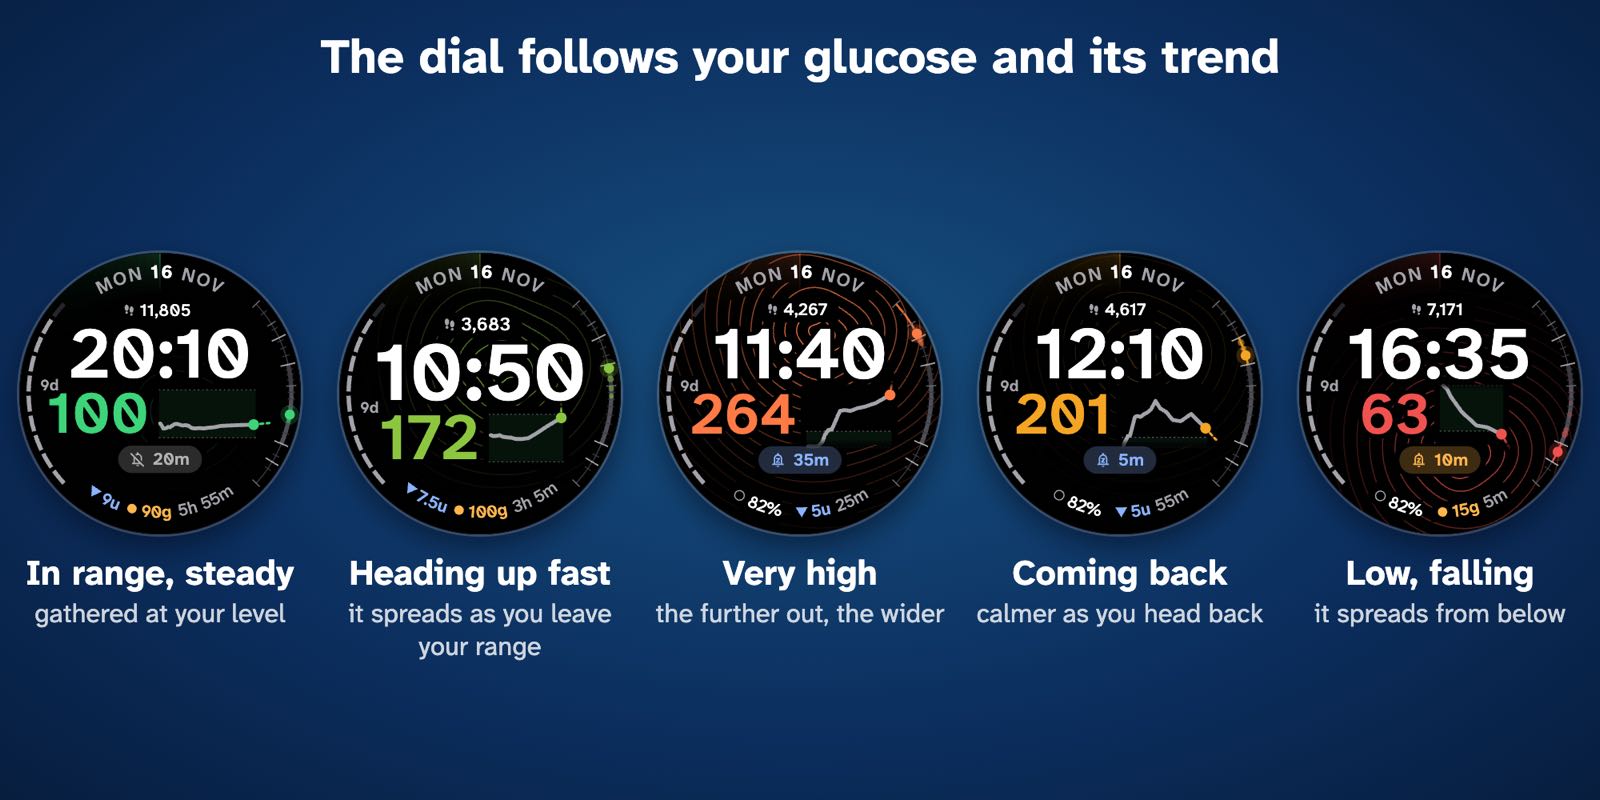 The dial follows your glucose and its trend
MON 16 NOV
11,805
20:10
9d
100
20m
9u 90g 5h 55m
In range, steady
gathered at your level
MON 16 NOV
3,683
10:50
9d
172
7.5u 100g 3h 5m
Heading up fast
it spreads as you leave
your range
MON 16 NOV
4,267
11:40
9d
264
35m
82% 5u 25m
Very high
the further out, the wider
MON 16 NOV
4,617
12:10
9d
201
5m
82% 5u 55m
Coming back
calmer as you head back
MON 16 NOV
7,171
16:35
9d
63
10m
82% 15g 5m
Low, falling
it spreads from below